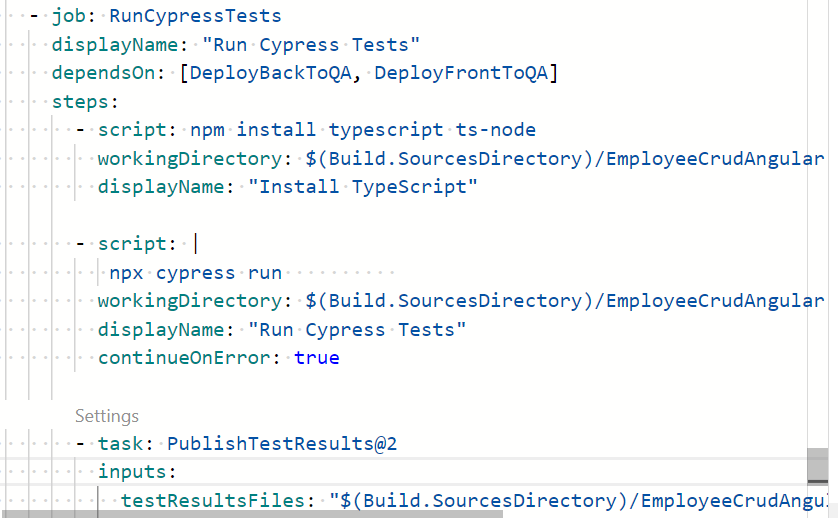 - job: RunCypressTests
displayName: "Run Cypress Tests"
dependsOn: [DeployBackToQA, DeployFrontToQA]
steps:
- script: npm install typescript ts-node
workingDirectory: $(Build.SourcesDirectory)/EmployeeCrudAngular
displayName: "Install TypeScript"
- script: |
npx cypress run
workingDirectory: $(Build.SourcesDirectory)/EmployeeCrudAngular
displayName: "Run Cypress Tests"
continueOnError: true
Settings
- task: PublishTestResults@2
inputs:
testResultsFiles: "$(Build.SourcesDirectory)/EmployeeCrudAngu